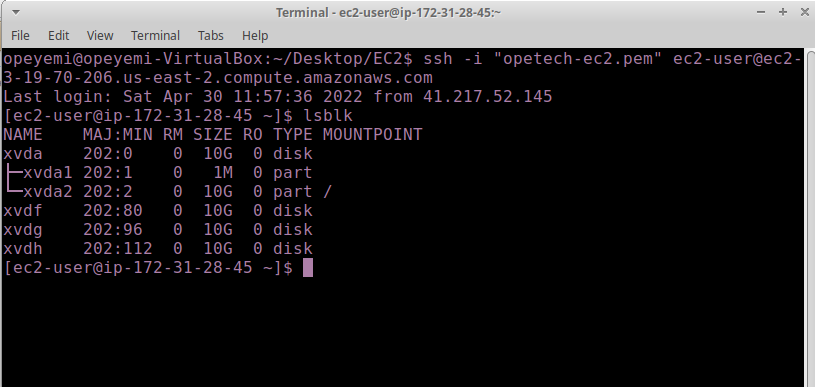 Terminal - ec2-user@ip-172-31-28-45:~
File Edit View Terminal Tabs Help
opeyemi@opeyemi-VirtualBox:~/Desktop/EC2$ ssh -i "opetech-ec2.pem" ec2-user@ec2-
3-19-70-206.us-east-2.compute.amazonaws.com
Last login: Sat Apr 30 11:57:36 2022 from 41.217.52.145
[ec2-user@ip-172-31-28-45 ~]$ lsblk
NAME    MAJ:MIN RM SIZE RO TYPE MOUNTPOINT
xvda    202:0    0  10G  0 disk
├─xvda1 202:1    0   1M  0 part
└─xvda2 202:2    0  10G  0 part /
xvdf    202:80   0  10G  0 disk
xvdg    202:96   0  10G  0 disk
xvdh    202:112  0  10G  0 disk
[ec2-user@ip-172-31-28-45 ~]$